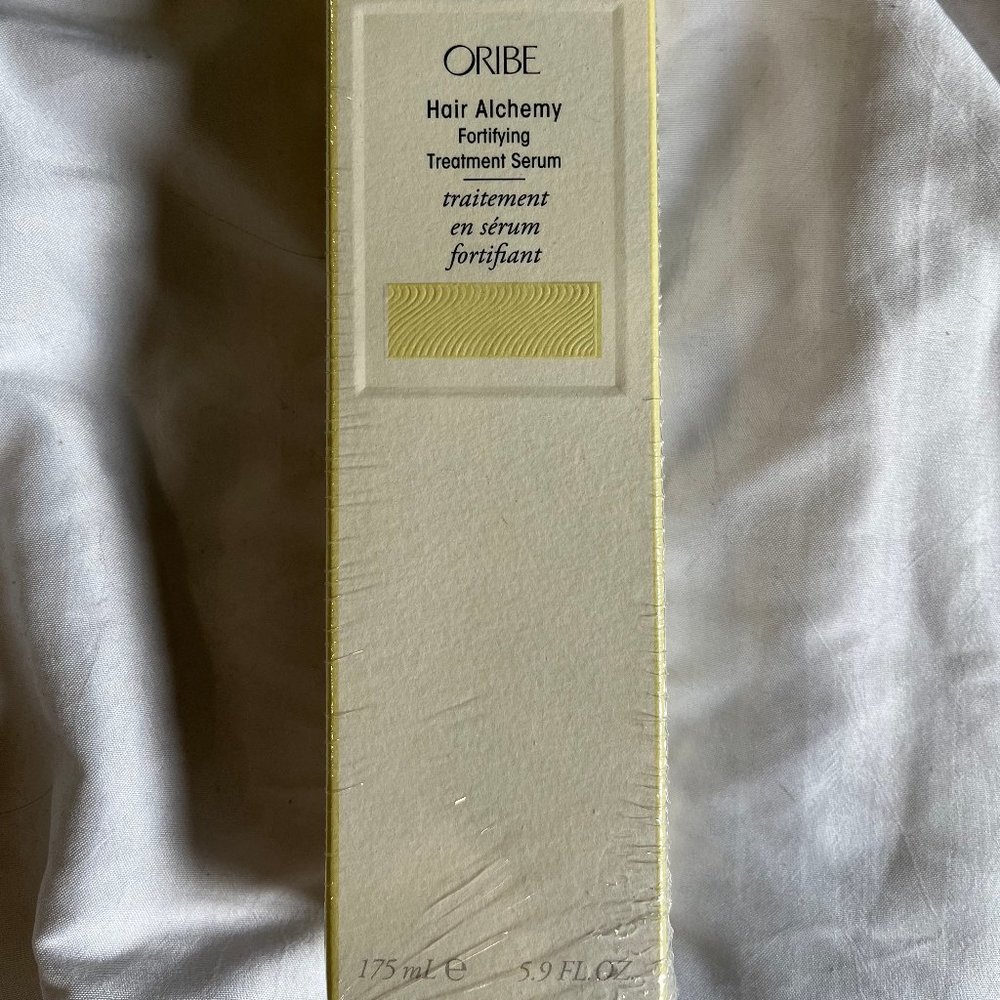 ORIBE
Hair Alchemy
Fortifying
Treatment Serum
traitement
en sérum
fortifiant
175 mL e 5.9 FL.OZ.